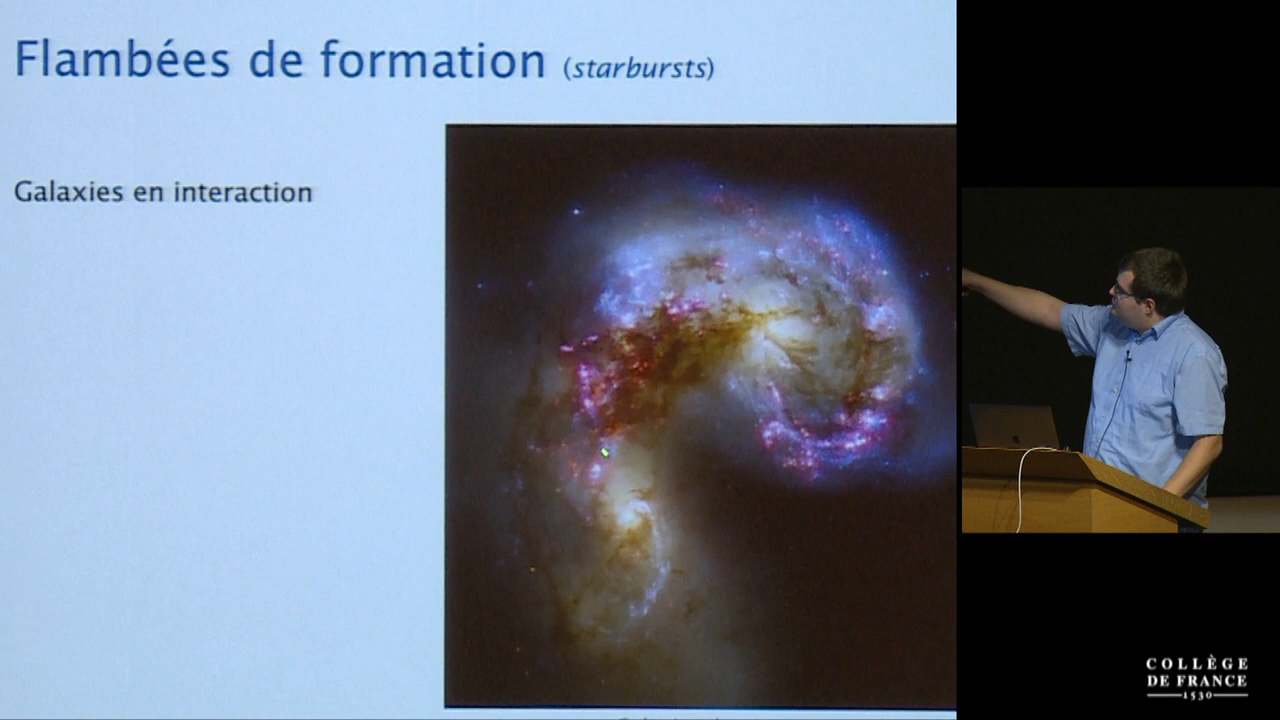 Flambées de formation (starbursts)
Galaxies en interaction
COLLÈGE
DE FRANCE
1530